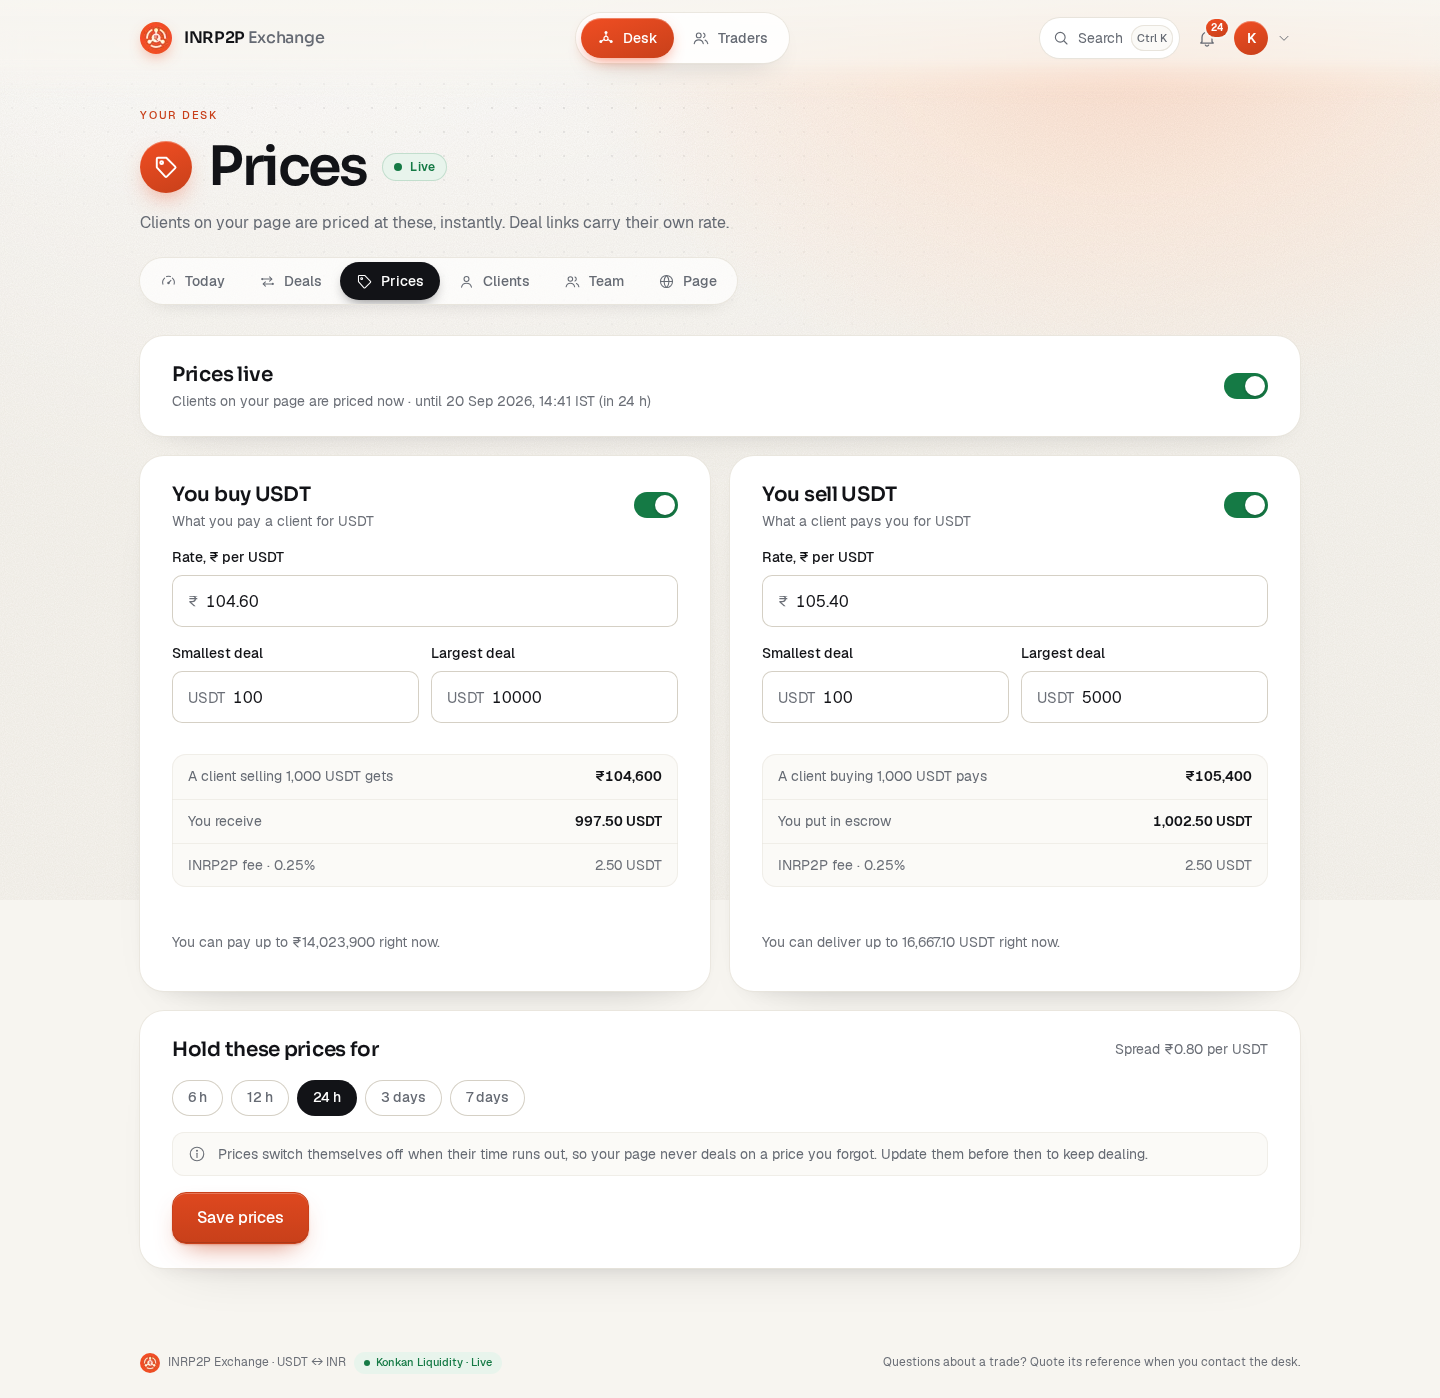 INRP2P Exchange
Desk
Traders
Search Ctrl K
24
K
YOUR DESK
Prices
Live
Clients on your page are priced at these, instantly. Deal links carry their own rate.
Today
Deals
Prices
Clients
Team
Page
Prices live
Clients on your page are priced now · until 20 Sep 2026, 14:41 IST (in 24 h)
You buy USDT
What you pay a client for USDT
Rate, ₹ per USDT
₹ 104.60
Smallest deal
Largest deal
USDT 100
USDT 10000
A client selling 1,000 USDT gets ₹104,600
You receive 997.50 USDT
INRP2P fee · 0.25% 2.50 USDT
You can pay up to ₹14,023,900 right now.
You sell USDT
What a client pays you for USDT
Rate, ₹ per USDT
₹ 105.40
Smallest deal
Largest deal
USDT 100
USDT 5000
A client buying 1,000 USDT pays ₹105,400
You put in escrow 1,002.50 USDT
INRP2P fee · 0.25% 2.50 USDT
You can deliver up to 16,667.10 USDT right now.
Hold these prices for
Spread ₹0.80 per USDT
6 h
12 h
24 h
3 days
7 days
Prices switch themselves off when their time runs out, so your page never deals on a price you forgot. Update them before then to keep dealing.
Save prices
INRP2P Exchange · USDT ↔ INR
Konkan Liquidity · Live
Questions about a trade? Quote its reference when you contact the desk.